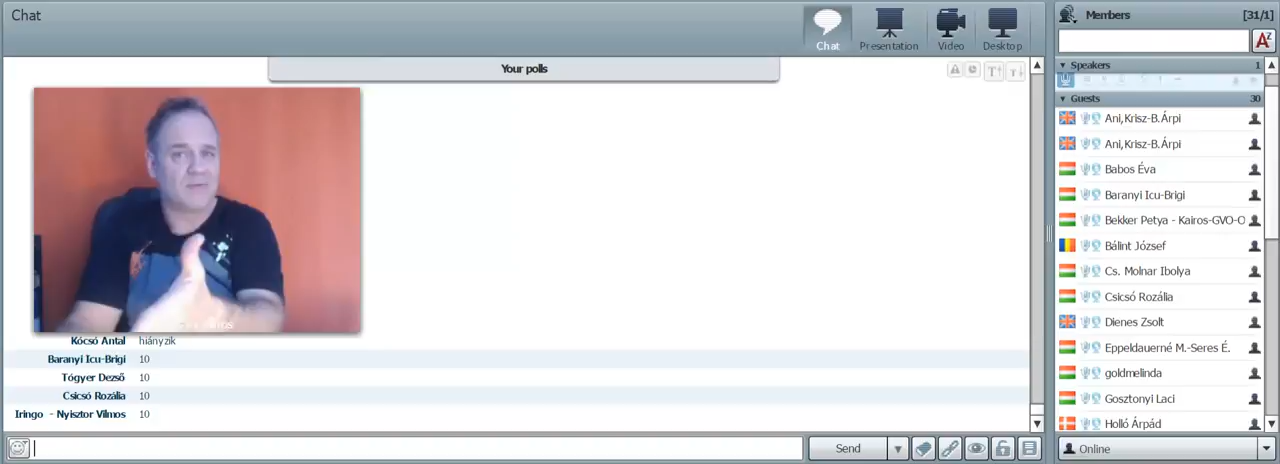 Chat
Chat
Presentation
Video
Desktop
Your polls
Kócsó Antal hiányzik
Baranyi Icu-Brigi 10
Tógyer Dezső 10
Csicsó Rozália 10
Iringo - Nyisztor Vilmos 10
Send
Members [31/1]
Speakers 1
Guests 30
Ani,Krisz-B.Árpi
Ani,Krisz-B.Árpi
Babos Éva
Baranyi Icu-Brigi
Bekker Petya - Kairos-GVO-O
Bálint József
Cs. Molnar Ibolya
Csicsó Rozália
Dienes Zsolt
Eppeldauerné M.-Seres É.
goldmelinda
Gosztonyi Laci
Holló Árpád
Online